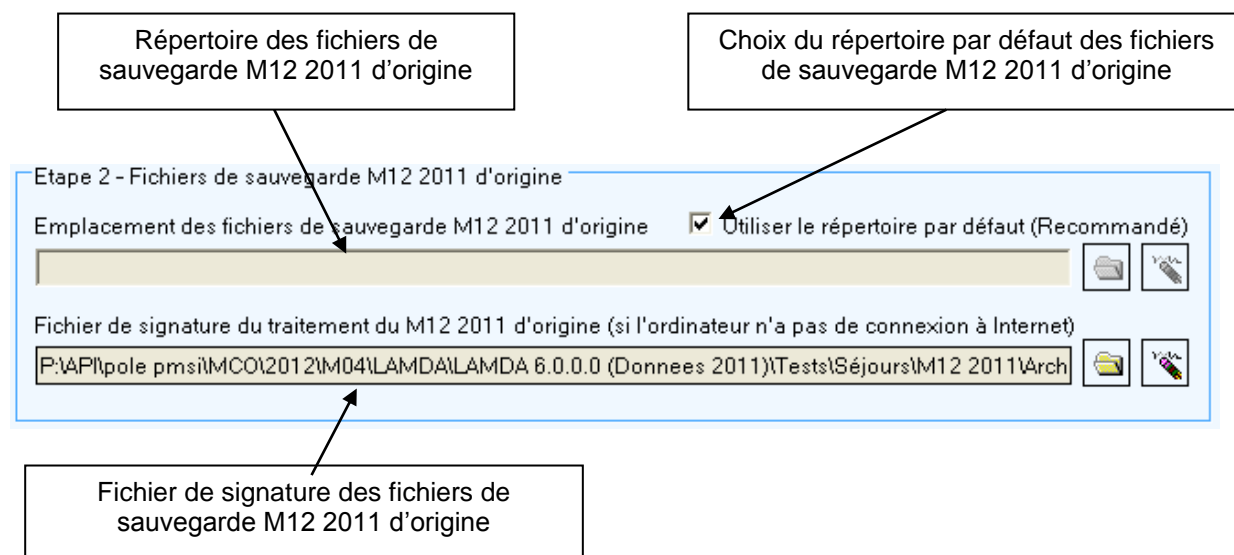 Répertoire des fichiers de
sauvegarde M12 2011 d’origine
Choix du répertoire par défaut des fichiers
de sauvegarde M12 2011 d’origine
Etape 2 - Fichiers de sauvegarde M12 2011 d'origine
Emplacement des fichiers de sauvegarde M12 2011 d'origine
Utiliser le répertoire par défaut (Recommandé)
Fichier de signature du traitement du M12 2011 d'origine (si l'ordinateur n'a pas de connexion à Internet)
P:\API\pole pmsi\MCO\2012\M04\LAMDA\LAMDA 6.0.0.0 (Donnees 2011)\Tests\Séjours\M12 2011\Arch
Fichier de signature des fichiers de
sauvegarde M12 2011 d’origine